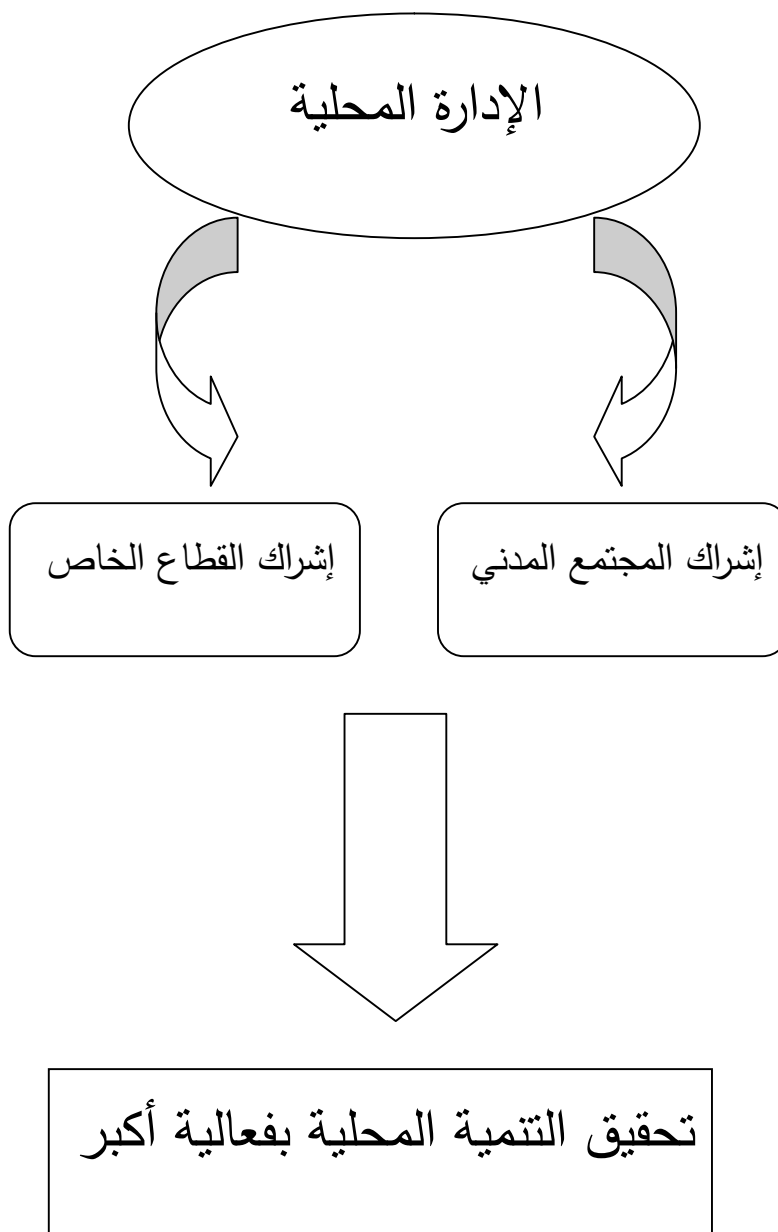 الإدارة المحلية
إشراك المجتمع المدني
إشراك القطاع الخاص
تحقيق التنمية المحلية بفعالية أكبر